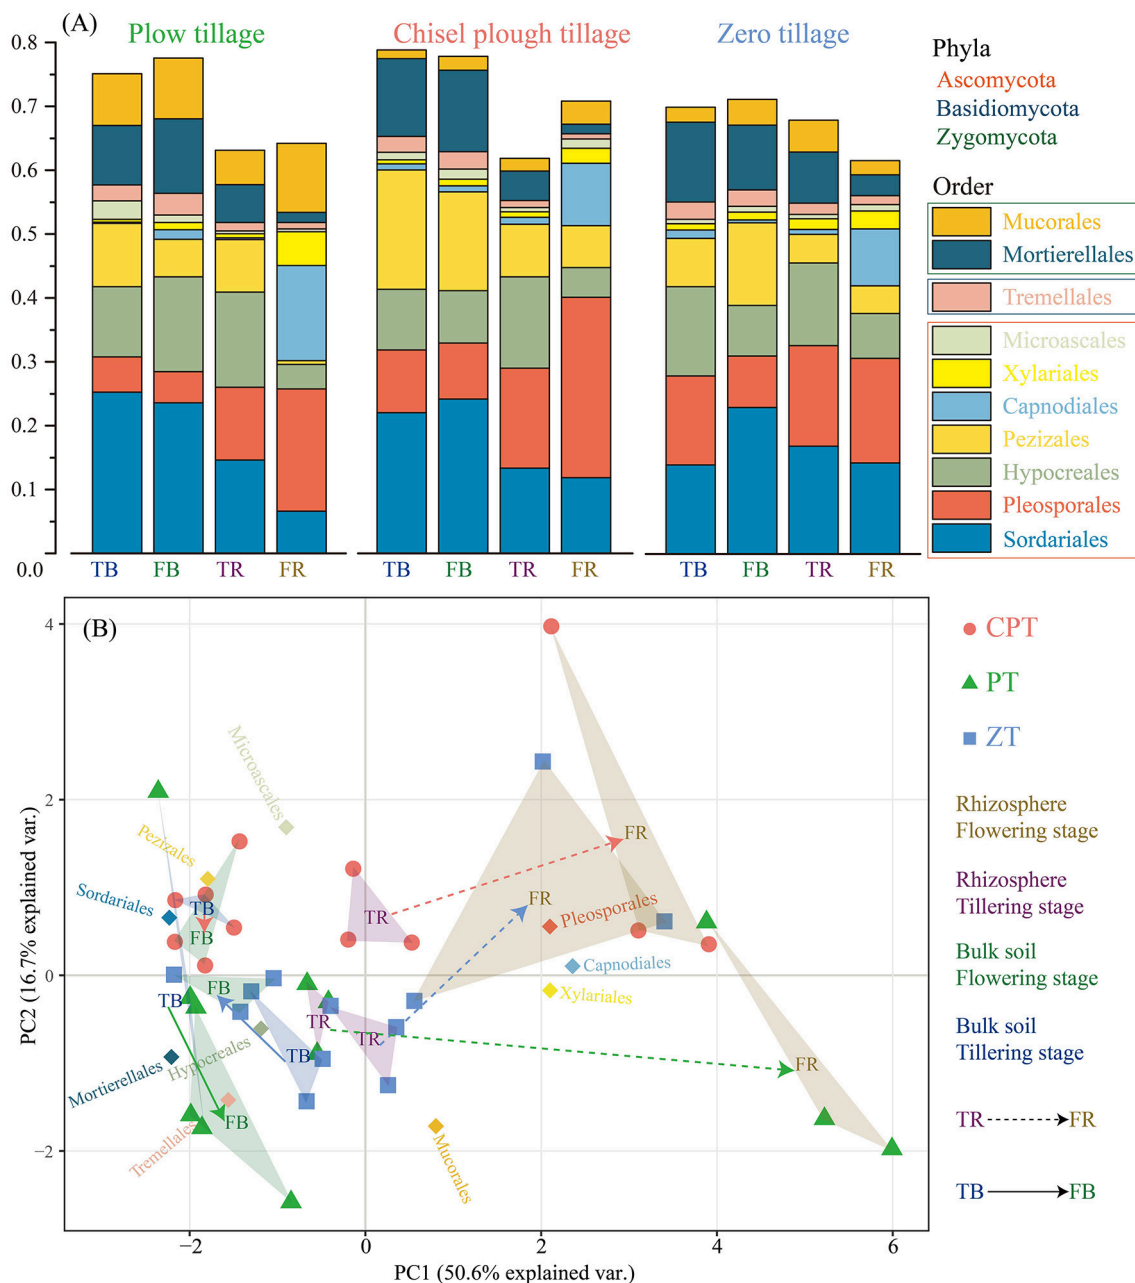 (A)
Plow tillage
Chisel plough tillage
Zero tillage
0.8
0.7
0.6
0.5
0.4
0.3
0.2
0.1
0.0
TB
FB
TR
FR
TB
FB
TR
FR
TB
FB
TR
FR
Phyla
Ascomycota
Basidiomycota
Zygomycota
Order
Mucorales
Mortierellales
Tremellales
Microascales
Xylariales
Capnodiales
Pezizales
Hypocreales
Pleosporales
Sordariales
(B)
PC2 (16.7% explained var.)
4
2
0
−2
Microascales
Pezizales
Sordariales
TB
FB
TR
FR
FR
Pleosporales
Capnodiales
Xylariales
FB
TB
TR
TR
TB
Hypocreales
Mortierellales
FR
FB
Tremellales
Mucorales
−2
0
2
4
6
PC1 (50.6% explained var.)
CPT
PT
ZT
Rhizosphere
Flowering stage
Rhizosphere
Tillering stage
Bulk soil
Flowering stage
Bulk soil
Tillering stage
TR FR
TB FB